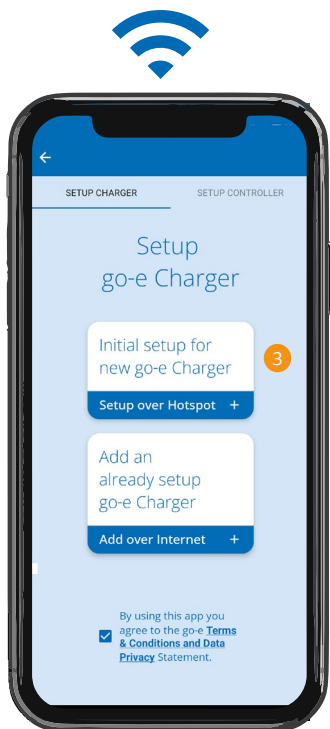 SETUP CHARGER SETUP CONTROLLER
Setup
go-e Charger
Initial setup for
new go-e Charger
3
Setup over Hotspot +
Add an
already setup
go-e Charger
Add over Internet +
By using this app you
agree to the go-e Terms
& Conditions and Data
Privacy Statement.